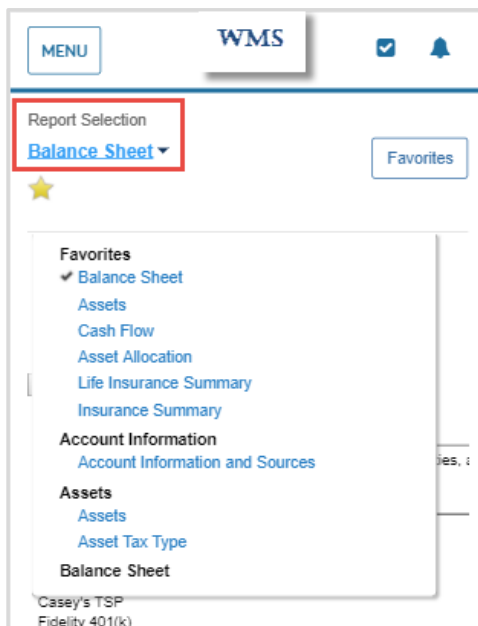 MENU
WMS
Report Selection
Balance Sheet
Favorites
Favorites
Balance Sheet
Assets
Cash Flow
Asset Allocation
Life Insurance Summary
Insurance Summary
Account Information
Account Information and Sources
Assets
Assets
Asset Tax Type
Balance Sheet
Casey's TSP
Fidelity 401(k)